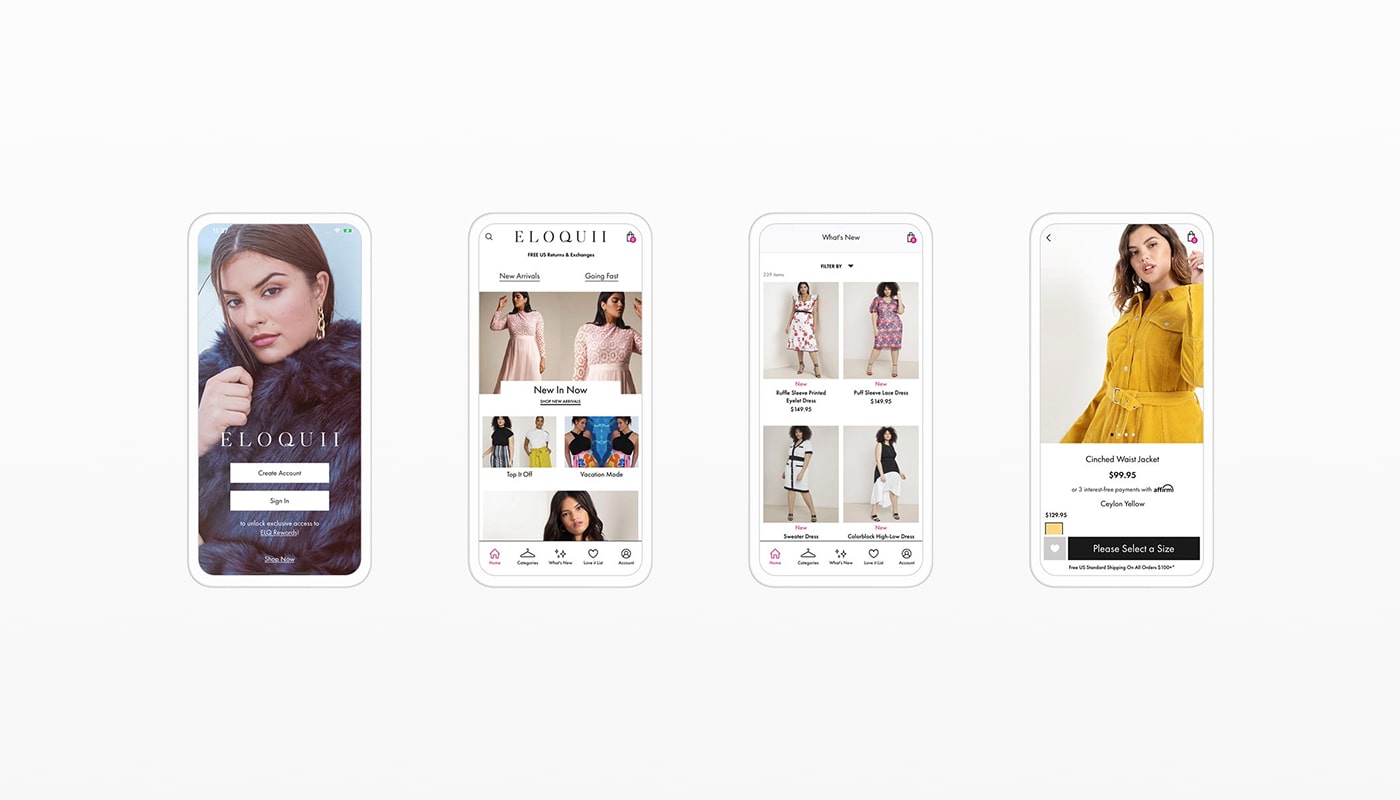 11:37
ELOQUII
Create Account
Sign In
to unlock exclusive access to
ELQ Rewards!
Shop Now
ELOQUII
FREE US Returns & Exchanges
New Arrivals
Going Fast
New In Now
SHOP NEW ARRIVALS
Top It Off
Vacation Mode
Home
Categories
What's New
Love it List
Account
What's New
FILTER BY
239 items
New
Ruffle Sleeve Printed
Eyelet Dress
$149.95
New
Puff Sleeve Lace Dress
$149.95
New
Sweater Dress
New
Colorblock High-Low Dress
Home
Categories
What's New
Love it List
Account
Cinched Waist Jacket
$99.95
or 3 interest-free payments with affirm
Ceylon Yellow
$129.95
Please Select a Size
Free US Standard Shipping On All Orders $100+*